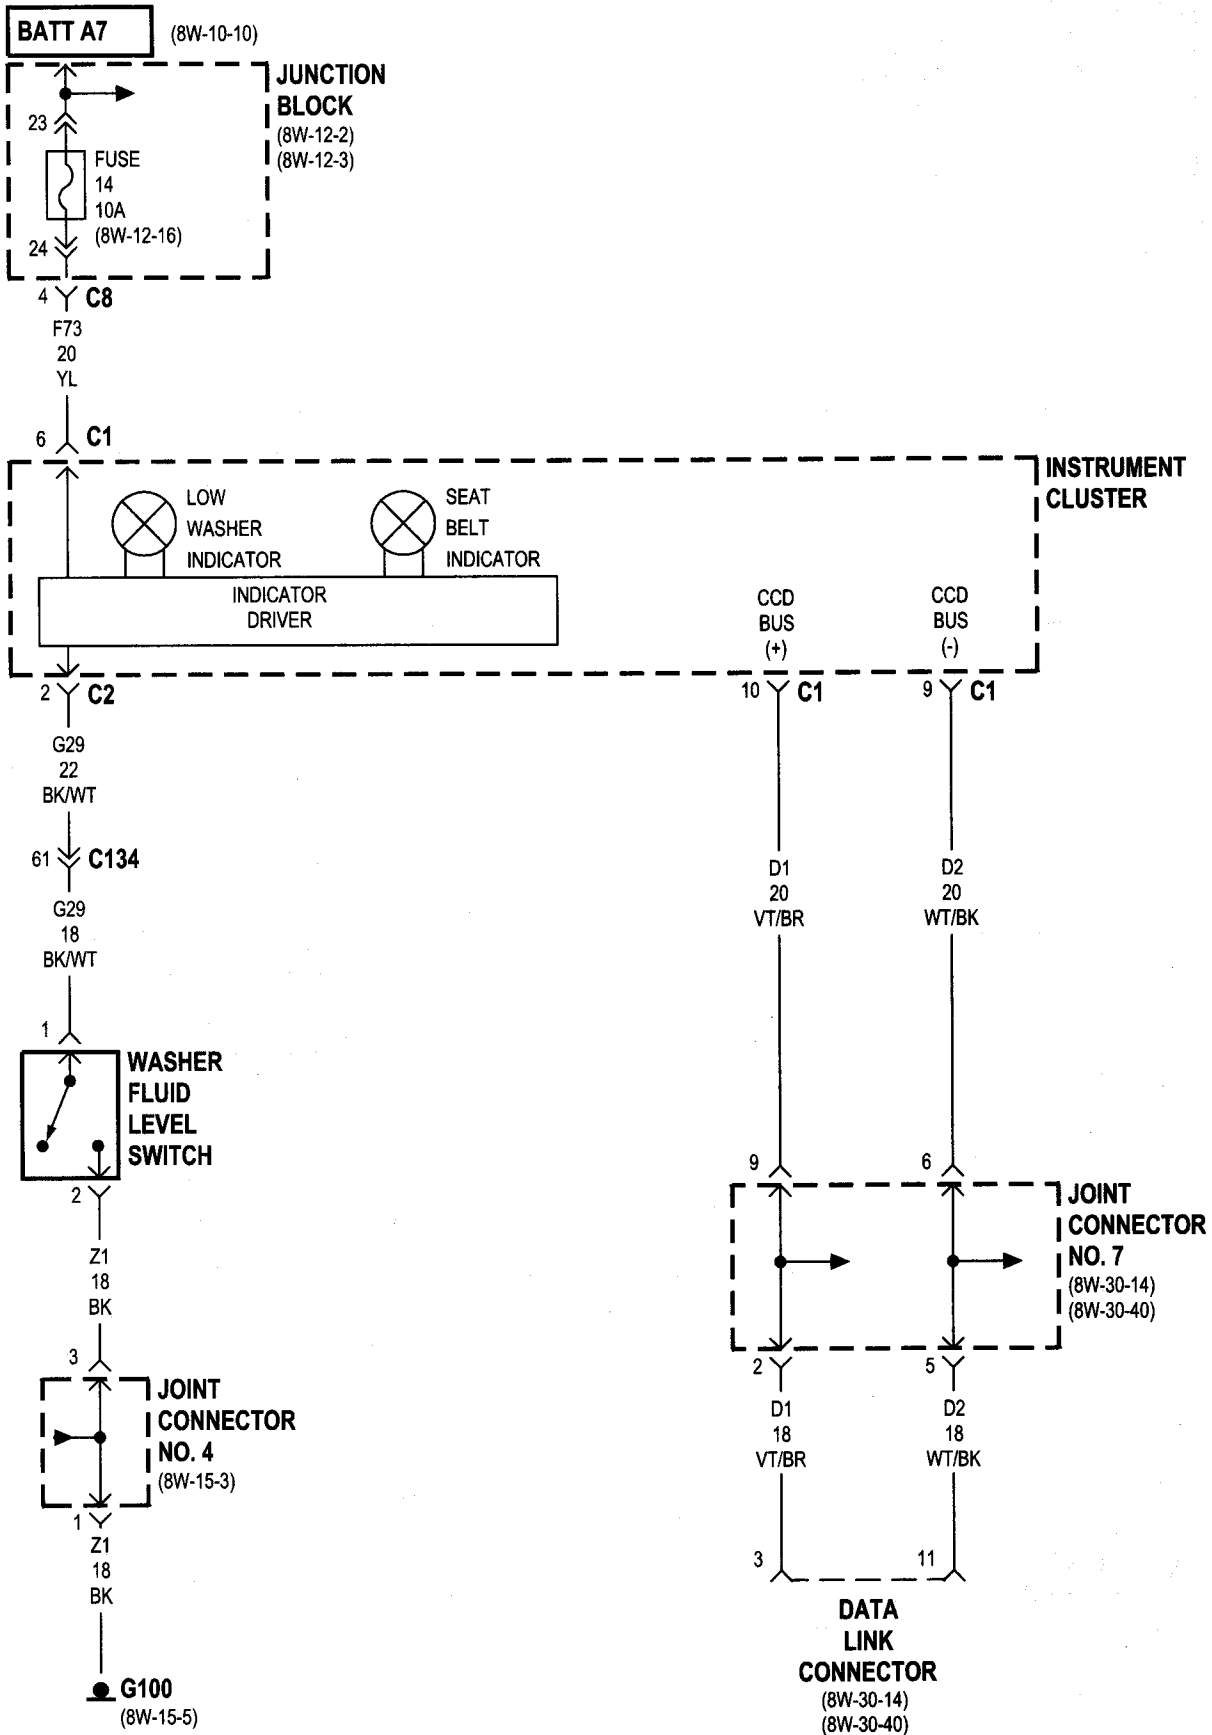 BATT A7 (8W-10-10)
JUNCTION
BLOCK
(8W-12-2)
(8W-12-3)
23
FUSE
14
10A
(8W-12-16)
24
4 C8
F73
20
YL
6 C1
INSTRUMENT
CLUSTER
LOW
WASHER
INDICATOR
SEAT
BELT
INDICATOR
INDICATOR
DRIVER
CCD
BUS
(+)
CCD
BUS
(-)
2 C2
10 C1
9 C1
G29
22
BK/WT
61 C134
G29
18
BK/WT
D1
20
VT/BR
D2
20
WT/BK
1
WASHER
FLUID
LEVEL
SWITCH
2
Z1
18
BK
3
JOINT
CONNECTOR
NO. 4
(8W-15-3)
1
Z1
18
BK
G100
(8W-15-5)
9
6
JOINT
CONNECTOR
NO. 7
(8W-30-14)
(8W-30-40)
2
5
D1
18
VT/BR
D2
18
WT/BK
3
11
DATA
LINK
CONNECTOR
(8W-30-14)
(8W-30-40)